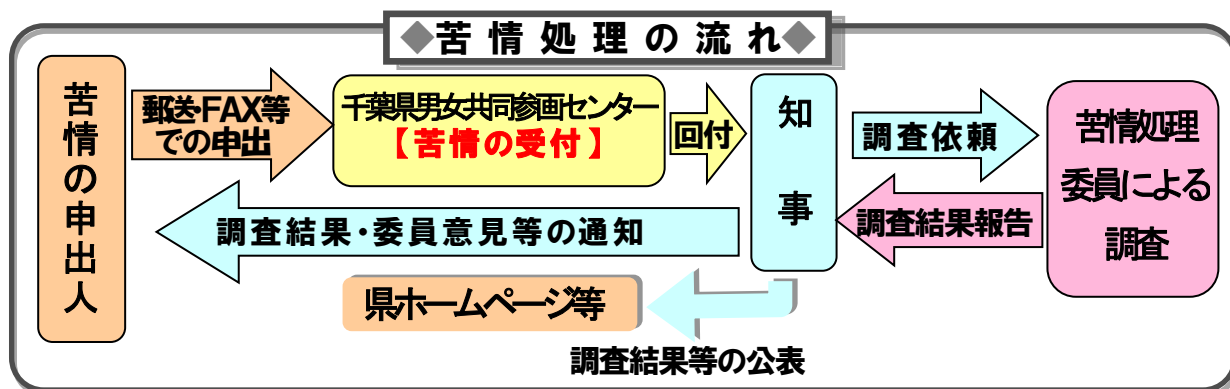 ◆苦情処理の流れ◆
苦情の申出人
郵送・FAX等
での申出
千葉県男女共同参画センター
【苦情の受付】
回付
知事
調査依頼
苦情処理
委員による
調査
調査結果報告
調査結果・委員意見等の通知
県ホームページ等
調査結果等の公表